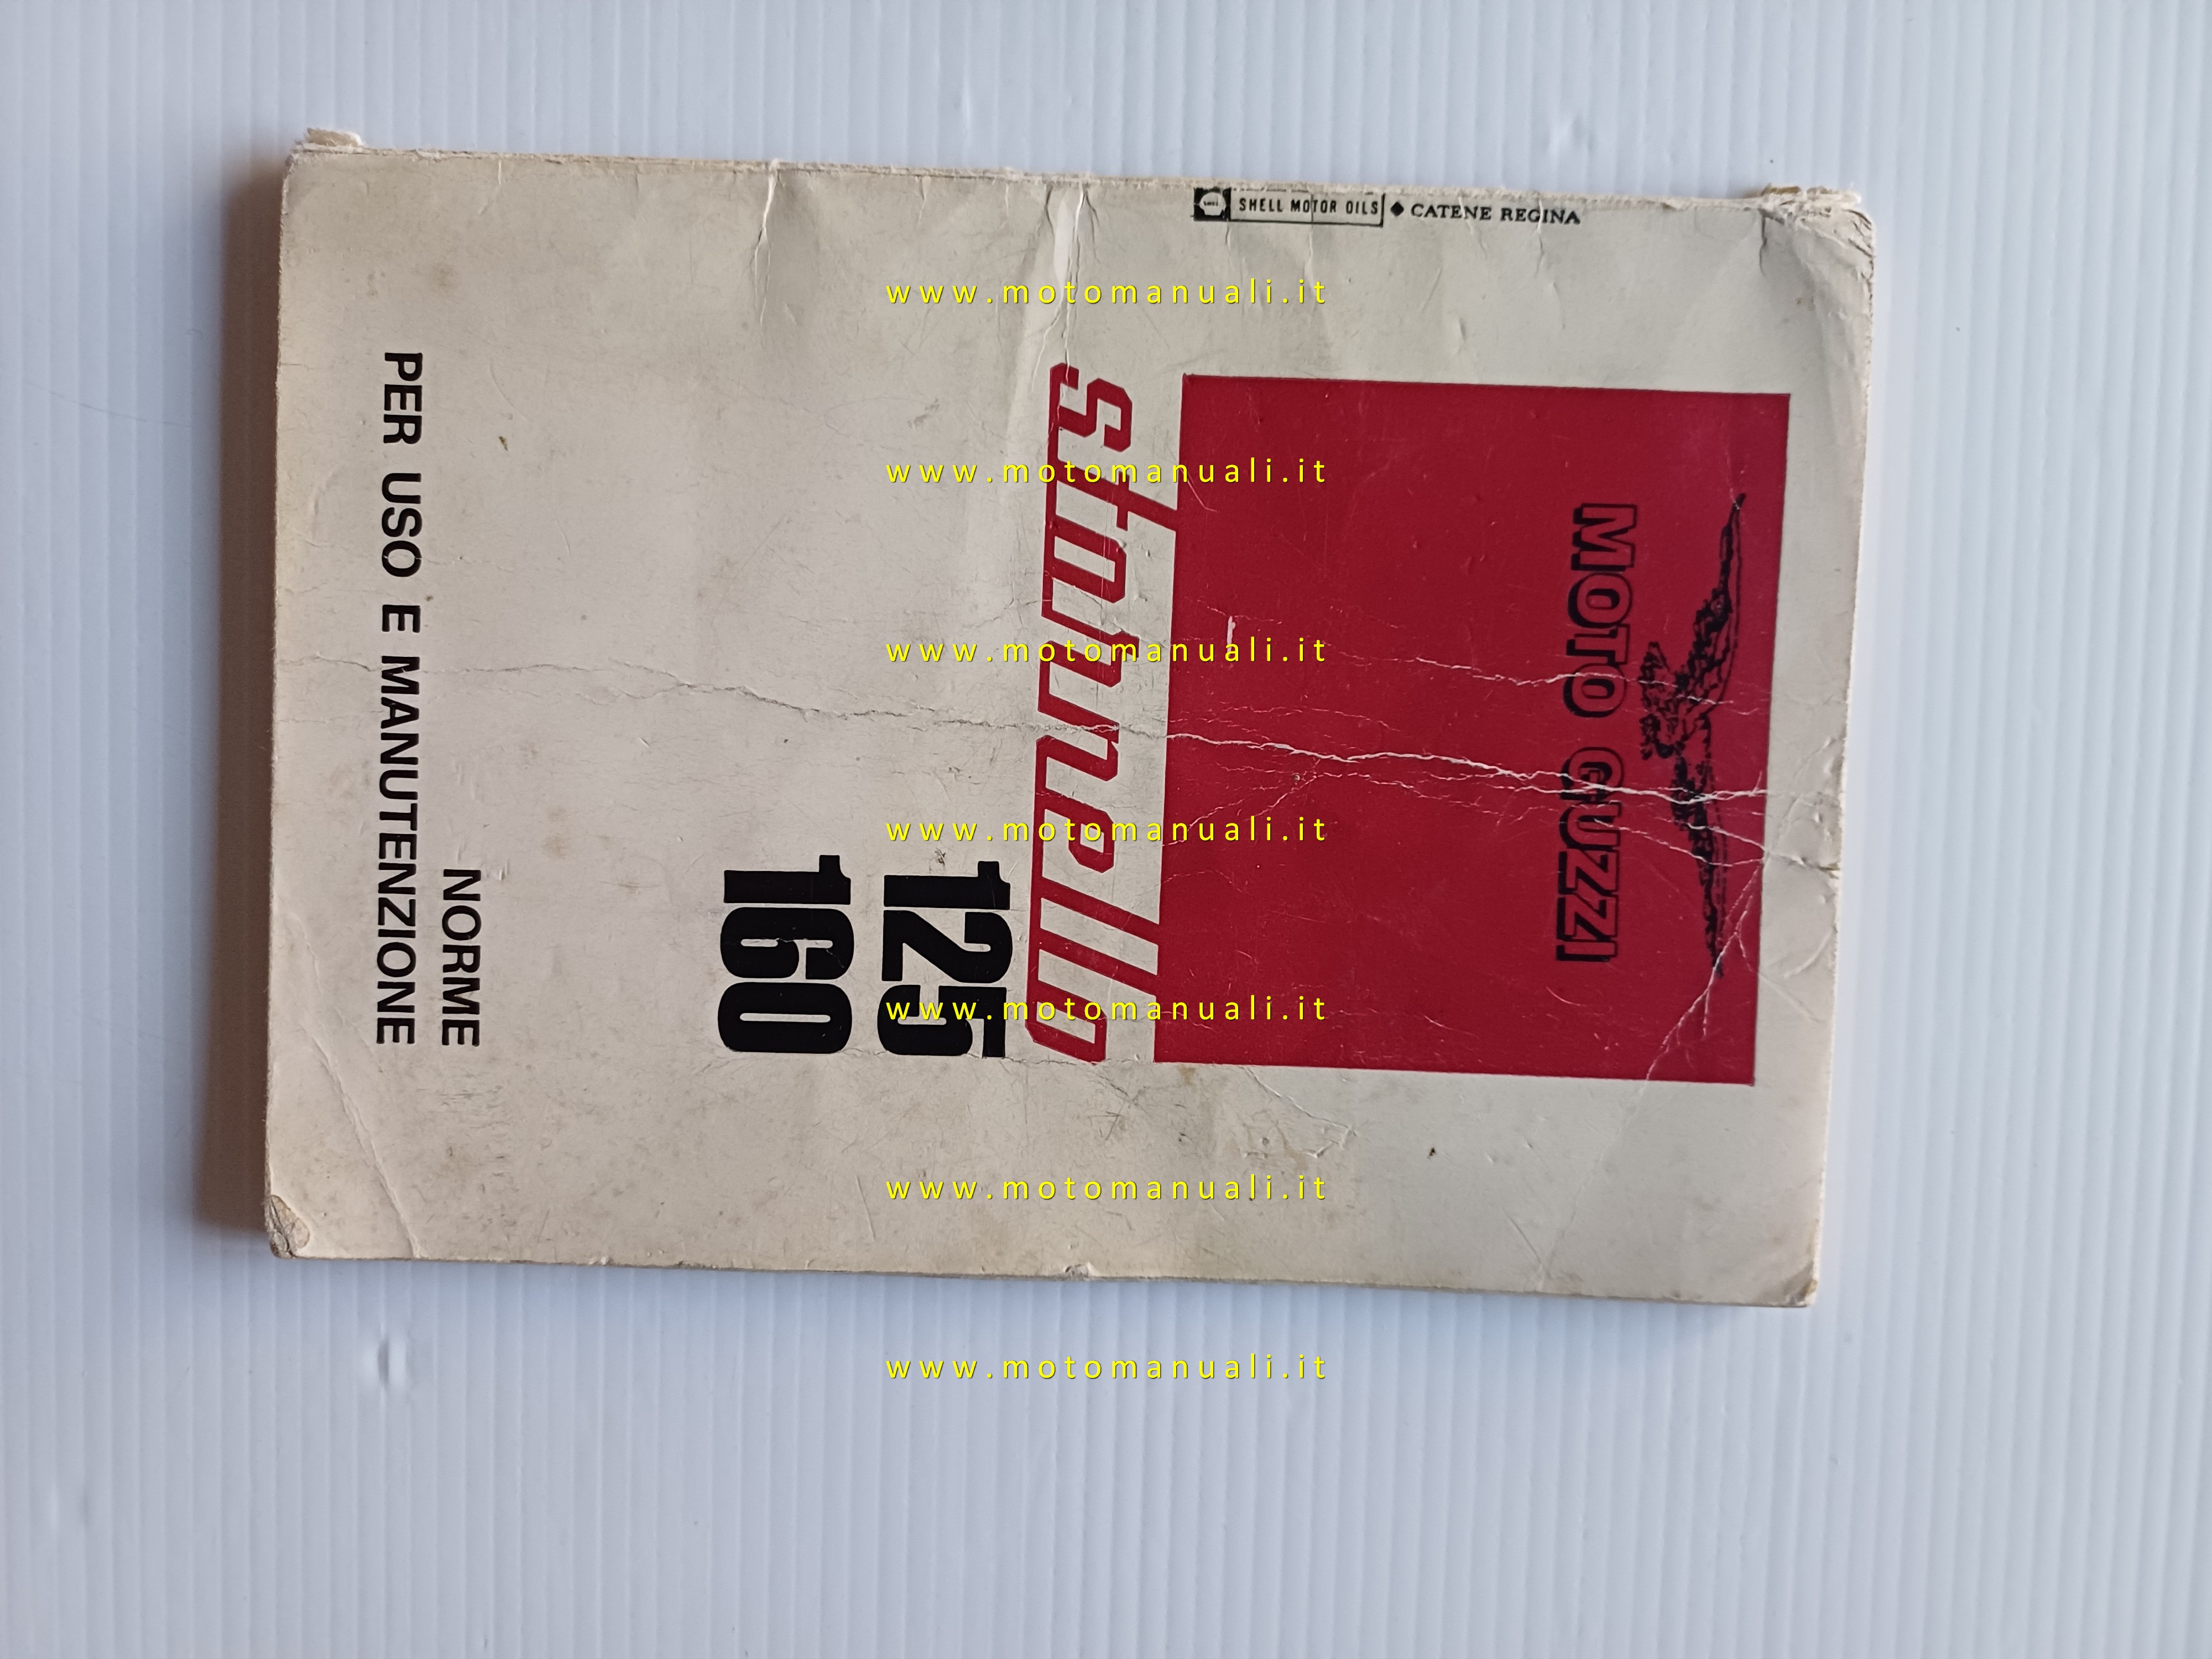 MOTO GUZZI
stornello
125
160
NORME
PER USO E MANUTENZIONE
SHELL MOTOR OILS ◆ CATENE REGINA
www.motomanuali.it
www.motomanuali.it
www.motomanuali.it
www.motomanuali.it
www.motomanuali.it
www.motomanuali.it
www.motomanuali.it